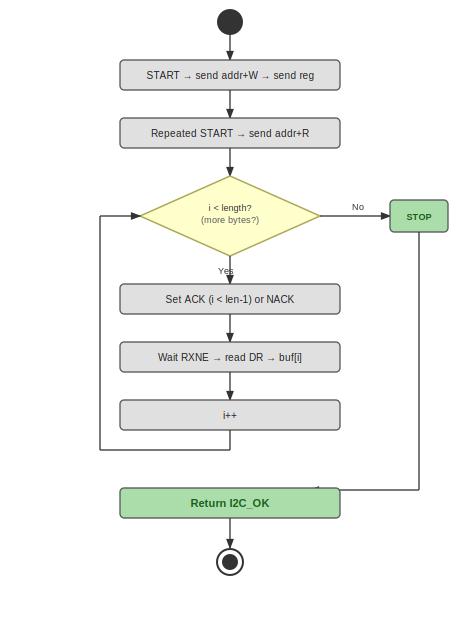 START → send addr+W → send reg
Repeated START → send addr+R
i < length?
(more bytes?)
No
STOP
Yes
Set ACK (i < len-1) or NACK
Wait RXNE → read DR → buf[i]
i++
Return I2C_OK